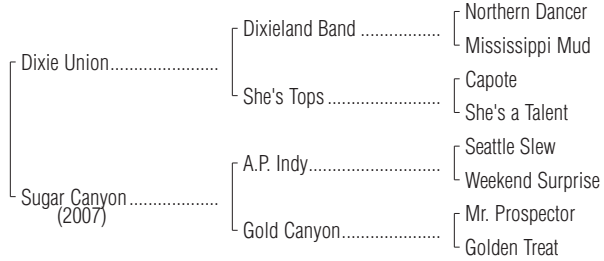 Northern Dancer
Dixieland Band ..................
Mississippi Mud
Dixie Union........................
Capote
She's Tops .........................
She's a Talent
Seattle Slew
A.P. Indy.............................
Weekend Surprise
Sugar Canyon....................
(2007)
Mr. Prospector
Gold Canyon......................
Golden Treat